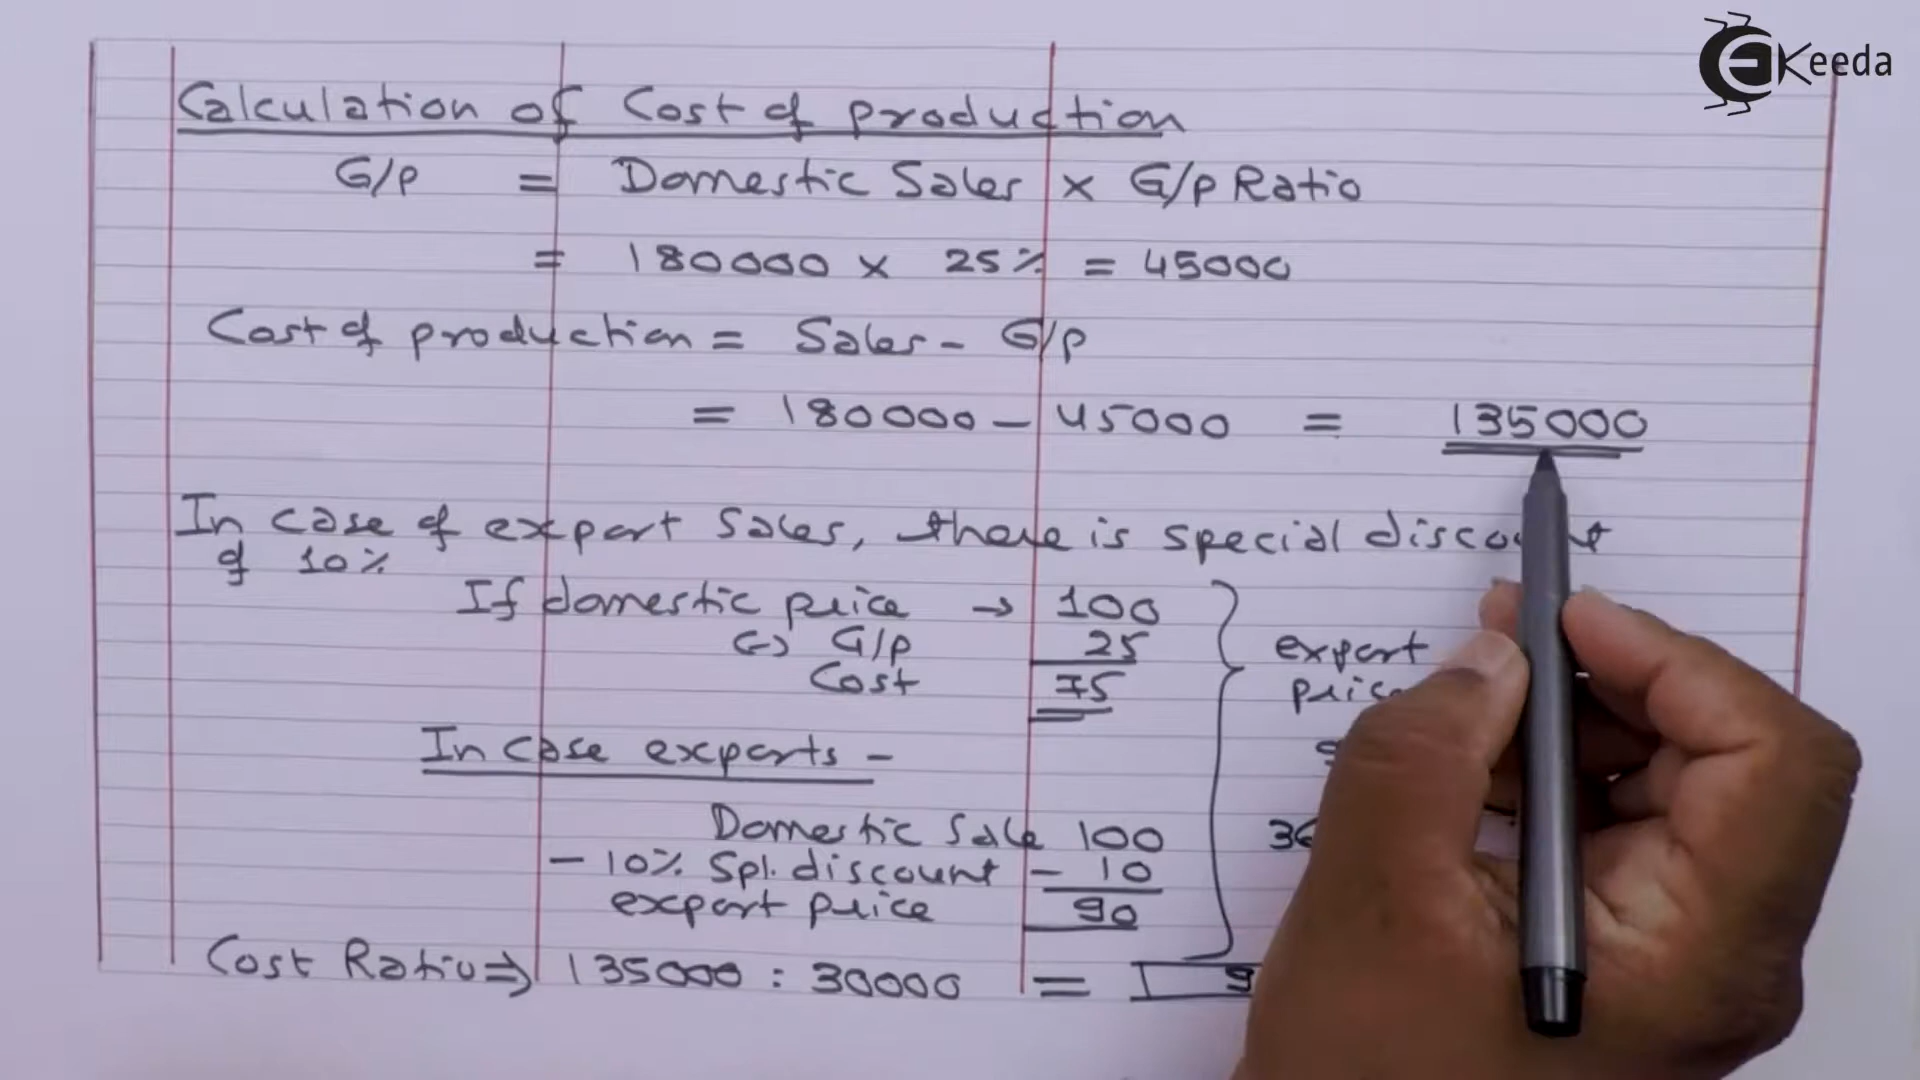 Keeda
Calculation of Cost of production
G/p = Domestic Sales × G/p Ratio
= 180000 × 25% = 45000
Cost of production = Sales - G/p
= 180000 - 45000 = 135000
In case of export Sales, there is special discount
of 10%
If domestic price → 100
(-) G/p 25
Cost 75
export
price
In case exports -
Domestic Sale 100
- 10% Spl. discount - 10
export price 90
Cost Ratio ⇒ 135000 : 30000 =